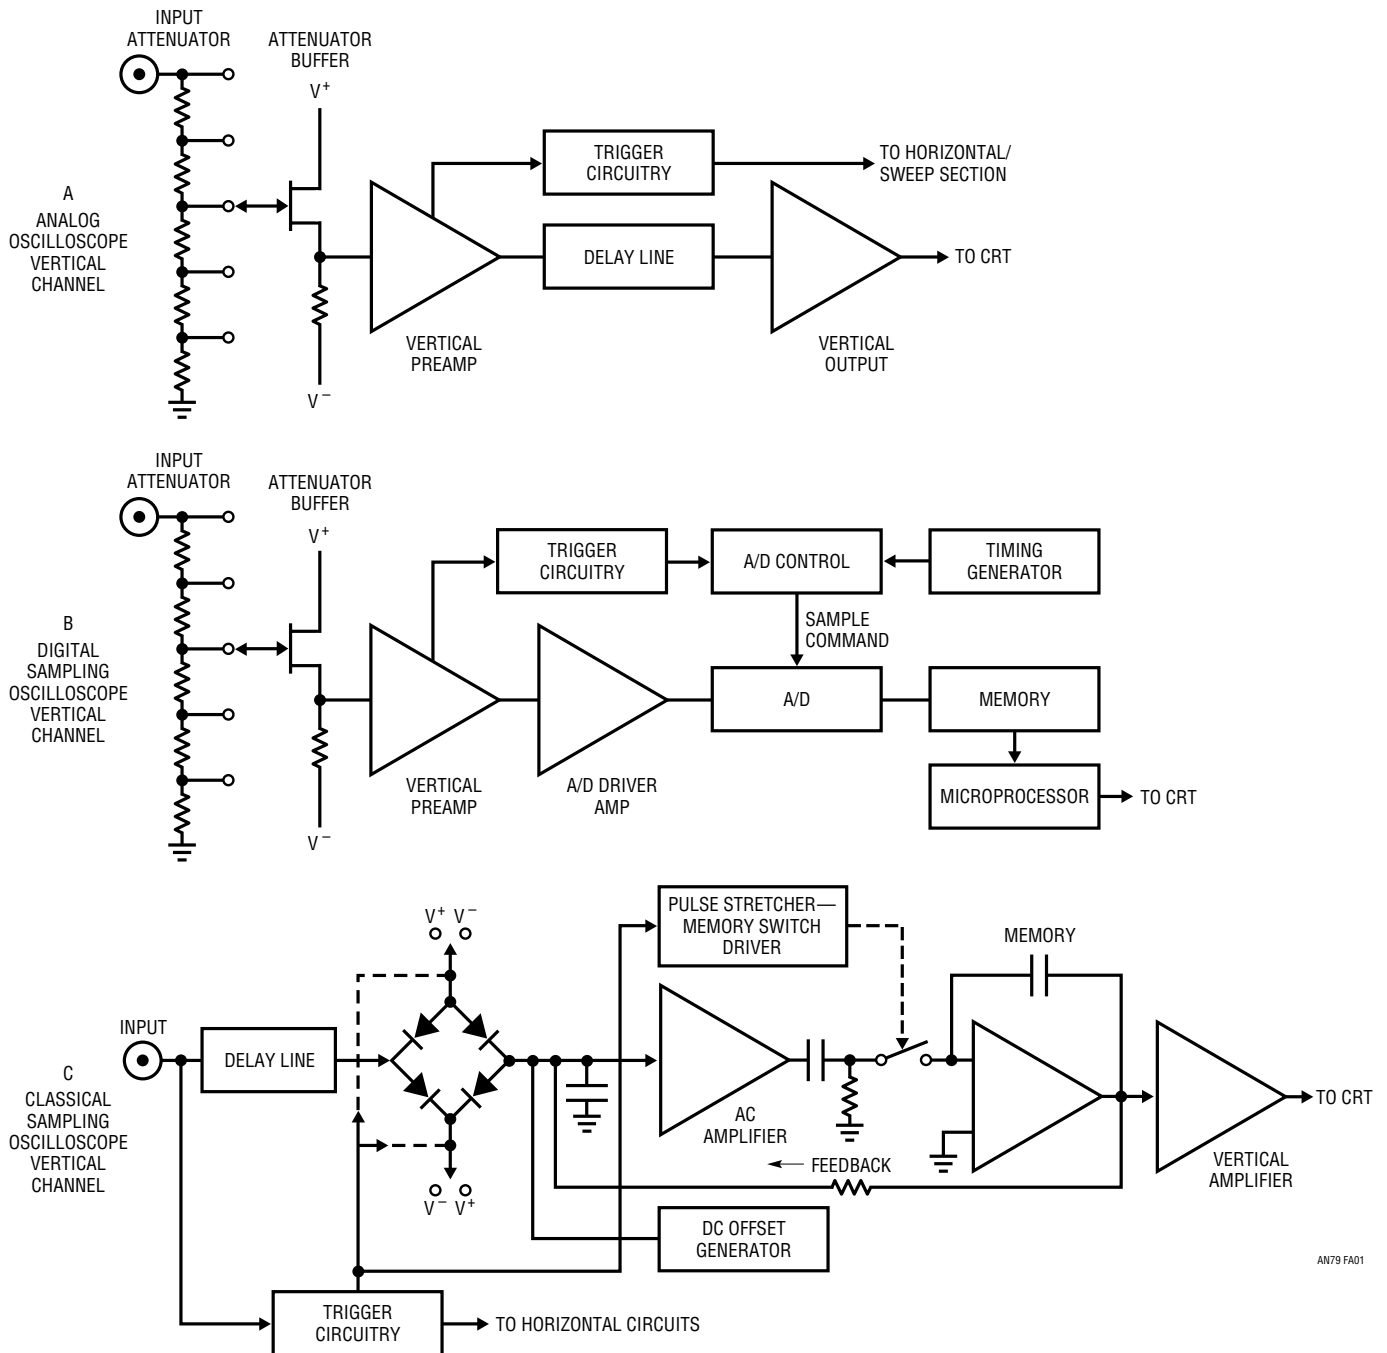 INPUT
ATTENUATOR
ATTENUATOR
BUFFER
V+
A
ANALOG
OSCILLOSCOPE
VERTICAL
CHANNEL
TRIGGER
CIRCUITRY
TO HORIZONTAL/
SWEEP SECTION
DELAY LINE
TO CRT
VERTICAL
PREAMP
VERTICAL
OUTPUT
V–
INPUT
ATTENUATOR
ATTENUATOR
BUFFER
V+
B
DIGITAL
SAMPLING
OSCILLOSCOPE
VERTICAL
CHANNEL
TRIGGER
CIRCUITRY
A/D CONTROL
TIMING
GENERATOR
SAMPLE
COMMAND
A/D
MEMORY
MICROPROCESSOR
TO CRT
VERTICAL
PREAMP
A/D DRIVER
AMP
V–
C
CLASSICAL
SAMPLING
OSCILLOSCOPE
VERTICAL
CHANNEL
INPUT
DELAY LINE
V+ V–
V– V+
PULSE STRETCHER—
MEMORY SWITCH
DRIVER
MEMORY
AC
AMPLIFIER
FEEDBACK
DC OFFSET
GENERATOR
VERTICAL
AMPLIFIER
TO CRT
TRIGGER
CIRCUITRY
TO HORIZONTAL CIRCUITS
AN79 FA01